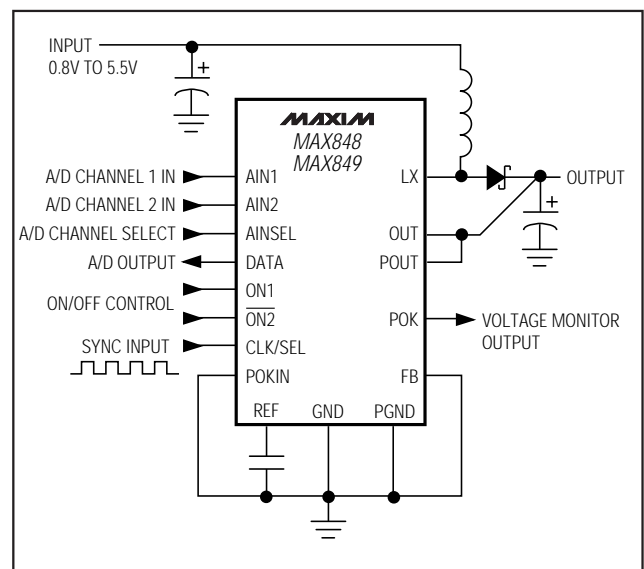 INPUT
0.8V TO 5.5V
MAXIM
MAX848
MAX849
A/D CHANNEL 1 IN
AIN1
LX
OUTPUT
A/D CHANNEL 2 IN
AIN2
A/D CHANNEL SELECT
AINSEL
OUT
A/D OUTPUT
DATA
POUT
ON/OFF CONTROL
ON1
ON2
POK
VOLTAGE MONITOR
OUTPUT
SYNC INPUT
CLK/SEL
POKIN
FB
REF
GND
PGND
+
+